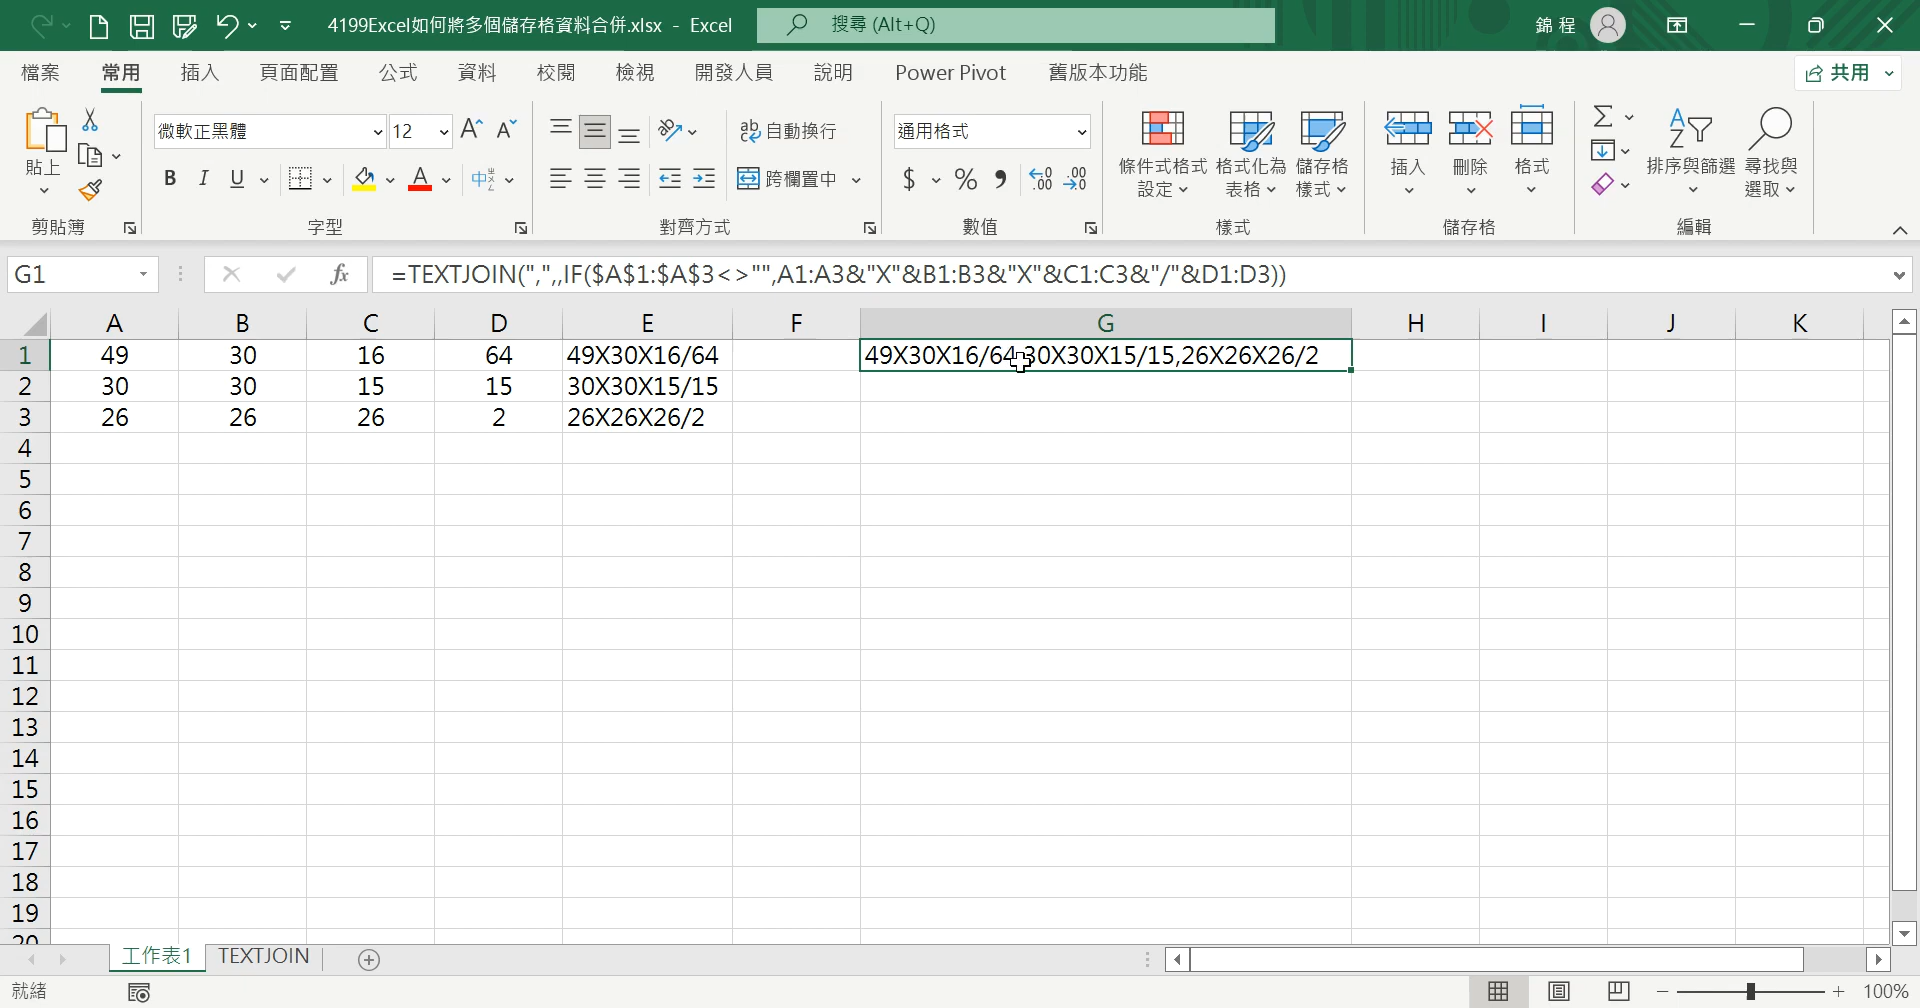 4199Excel如何將多個儲存格資料合併.xlsx - Excel
搜尋 (Alt+Q)
錦 程
檔案 常用 插入 頁面配置 公式 資料 校閱 檢視 開發人員 說明 Power Pivot 舊版本功能 共用
貼上
剪貼簿
微軟正黑體 12
B I U A 中
字型
自動換行
跨欄置中
對齊方式
通用格式
$ % , .00 .00
數值
條件式格式設定
格式化為表格
儲存格樣式
樣式
插入 刪除 格式
儲存格
排序與篩選
尋找與選取
編輯
G1 fx =TEXTJOIN(",",,IF($A$1:$A$3<>"",A1:A3&"X"&B1:B3&"X"&C1:C3&"/"&D1:D3))
A B C D E F G H I J K
1 49 30 16 64 49X30X16/64 49X30X16/64,30X30X15/15,26X26X26/2
2 30 30 15 15 30X30X15/15
3 26 26 26 2 26X26X26/2
4
5
6
7
8
9
10
11
12
13
14
15
16
17
18
19
20
工作表1 TEXTJOIN
就緒 100%